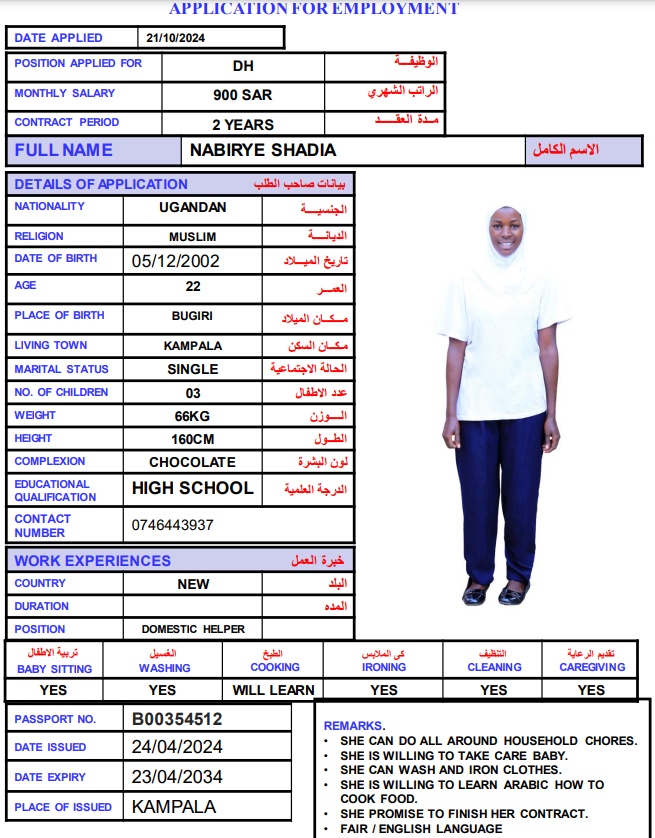 APPLICATION FOR EMPLOYMENT
DATE APPLIED 21/10/2024
POSITION APPLIED FOR DH الوظيفـــة
MONTHLY SALARY 900 SAR الراتب الشهري
CONTRACT PERIOD 2 YEARS مـدة العقـــد
FULL NAME NABIRYE SHADIA الاسم الكامل
DETAILS OF APPLICATION بيانات صاحب الطلب
NATIONALITY UGANDAN الجنسيـــة
RELIGION MUSLIM الديانـــة
DATE OF BIRTH 05/12/2002 تاريخ الميـــلاد
AGE 22 العمــر
PLACE OF BIRTH BUGIRI مــكــان الميلاد
LIVING TOWN KAMPALA مكــان السكن
MARITAL STATUS SINGLE الحالة الاجتماعية
NO. OF CHILDREN 03 عدد الاطفال
WEIGHT 66KG الــــوزن
HEIGHT 160CM الطــول
COMPLEXION CHOCOLATE لون البشرة
EDUCATIONAL QUALIFICATION HIGH SCHOOL الدرجة العلمية
CONTACT NUMBER 0746443937
WORK EXPERIENCES خبرة العمل
COUNTRY NEW البلد
DURATION المده
POSITION DOMESTIC HELPER
تربية الاطفال الغسيل الطبخ كى الملابس التنظيف تقديم الرعاية
BABY SITTING WASHING COOKING IRONING CLEANING CAREGIVING
YES YES WILL LEARN YES YES YES
PASSPORT NO. B00354512
DATE ISSUED 24/04/2024
DATE EXPIRY 23/04/2034
PLACE OF ISSUED KAMPALA
REMARKS.
• SHE CAN DO ALL AROUND HOUSEHOLD CHORES.
• SHE IS WILLING TO TAKE CARE BABY.
• SHE CAN WASH AND IRON CLOTHES.
• SHE IS WILLING TO LEARN ARABIC HOW TO
COOK FOOD.
• SHE PROMISE TO FINISH HER CONTRACT.
• FAIR / ENGLISH LANGUAGE